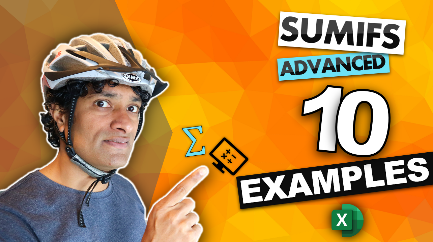 SUMIFS
ADVANCED
10
EXAMPLES
X